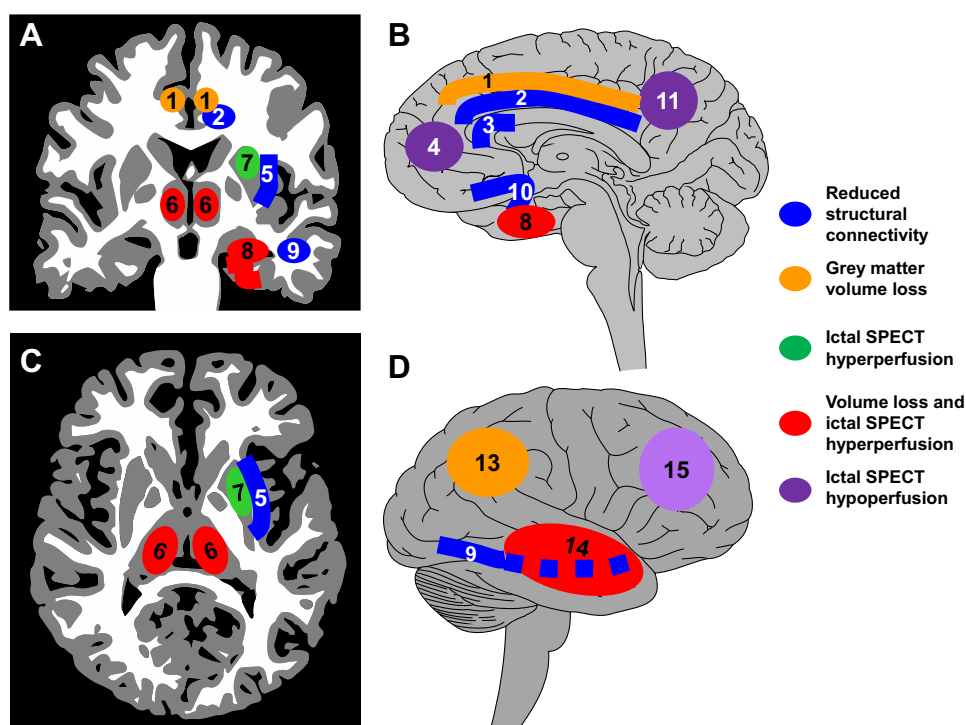 A
1
1
2
7
5
6
6
8
9
B
1
2
3
4
11
10
8
C
7
5
6
6
D
13
15
14
9
Reduced
structural
connectivity
Grey matter
volume loss
Ictal SPECT
hyperperfusion
Volume loss and
ictal SPECT
hyperperfusion
Ictal SPECT
hypoperfusion